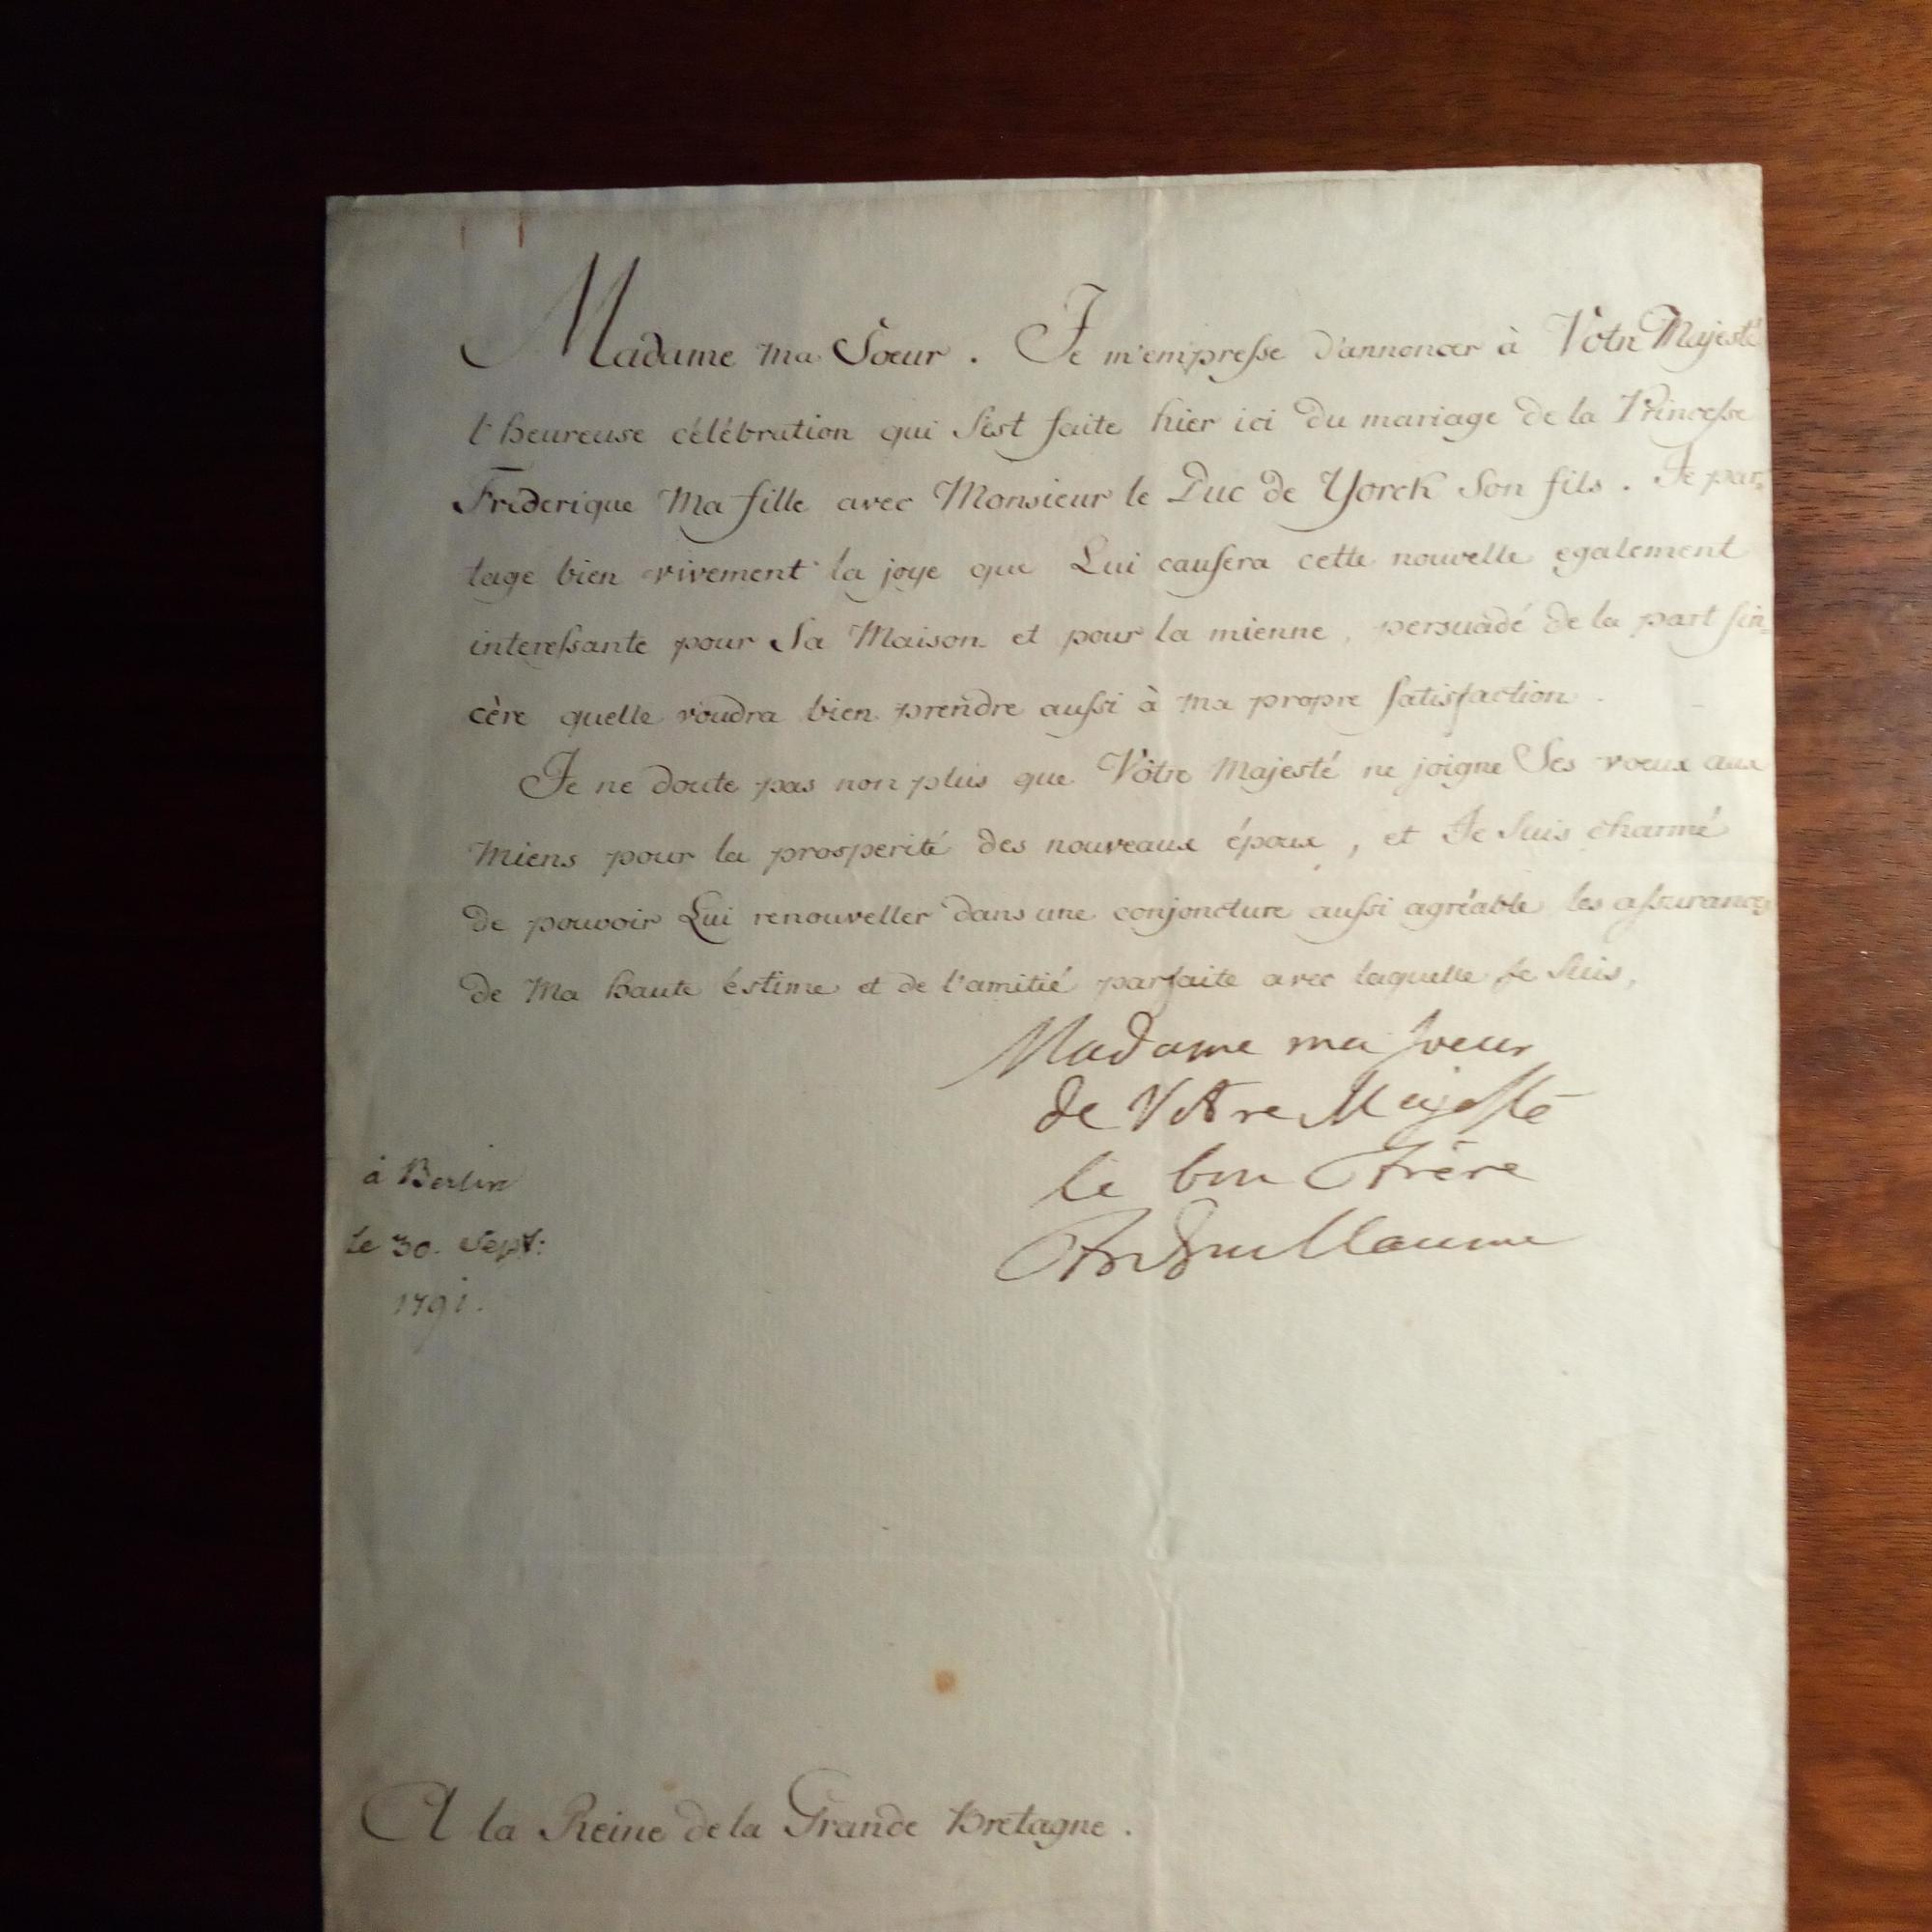 Madame ma Sœur. Je m'empresse d'annoncer à Votre Majesté
l'heureuse célébration qui s'est faite hier ici du mariage de la Princesse
Fréderique Ma fille avec Monsieur le Duc de Yorck Son fils. Je par=
tage bien vivement la joye que Lui causera cette nouvelle egalement
interessante pour Sa Maison et pour la mienne, persuadé de la part sin=
cère quelle voudra bien prendre aussi à ma propre satisfaction.
Je ne doute pas non plus que Vôtre Majesté ne joigne Ses voeux aux
Miens pour la prosperité des nouveaux époux, et Je suis charmé
de pouvoir Lui renouveller dans une conjoncture aussi agréable les assurances
de Ma haute éstime et de l'amitié parfaite avec laquelle Je suis,
Madame ma soeur
de Votre Majesté
le bon Frère
FrGuillaume
à Berlin
le 30. Sept:
1791.
A la Reine de la Grande Bretagne.